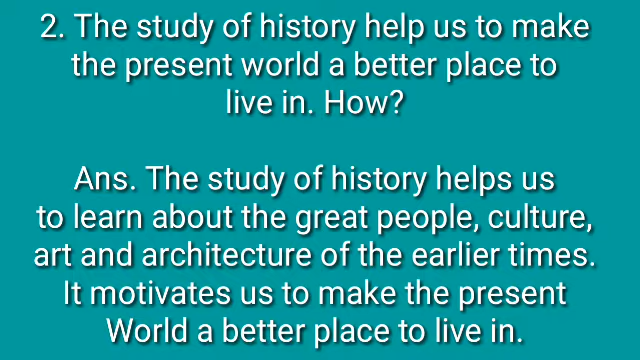 2. The study of history help us to make
the present world a better place to
live in. How?
Ans. The study of history helps us
to learn about the great people, culture,
art and architecture of the earlier times.
It motivates us to make the present
World a better place to live in.